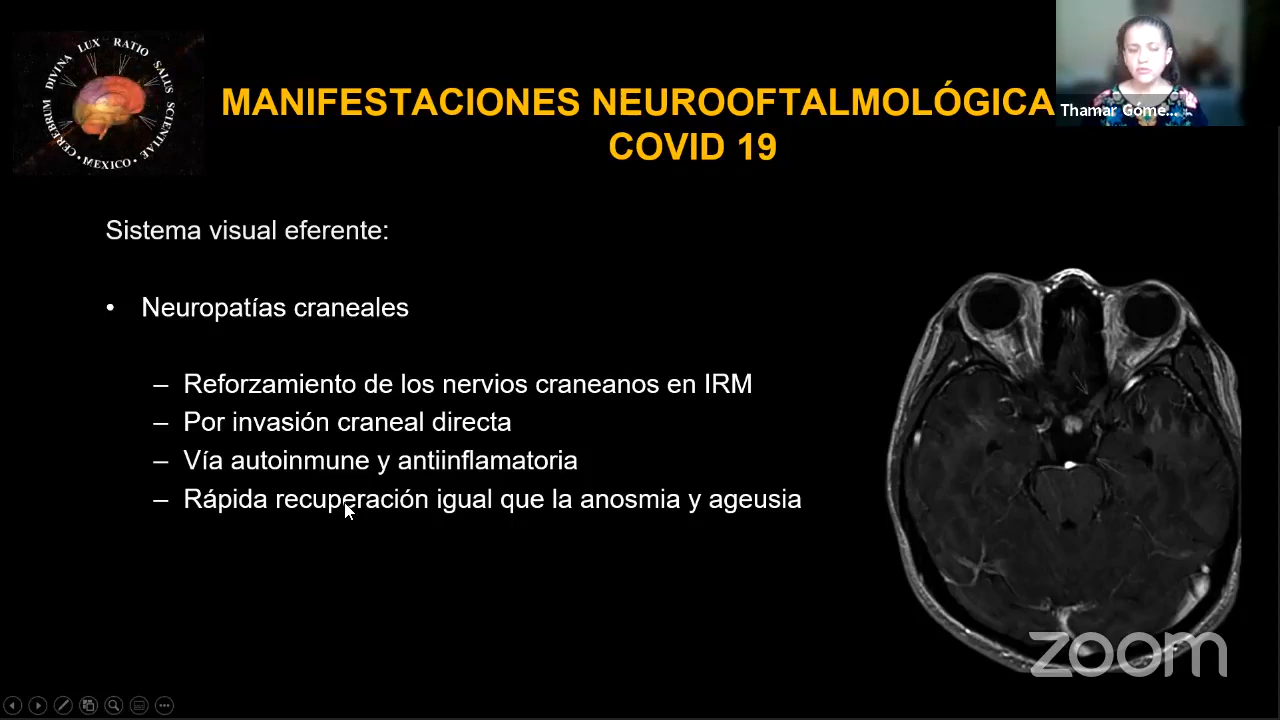 CEREBRUM DIVINA LUX RATIO SALUS SCIENTIAE
• MEXICO •
MANIFESTACIONES NEUROOFTALMOLÓGICA
COVID 19
Thamar Góme...
Sistema visual eferente:
• Neuropatías craneales
– Reforzamiento de los nervios craneanos en IRM
– Por invasión craneal directa
– Vía autoinmune y antiinflamatoria
– Rápida recuperación igual que la anosmia y ageusia
zoom